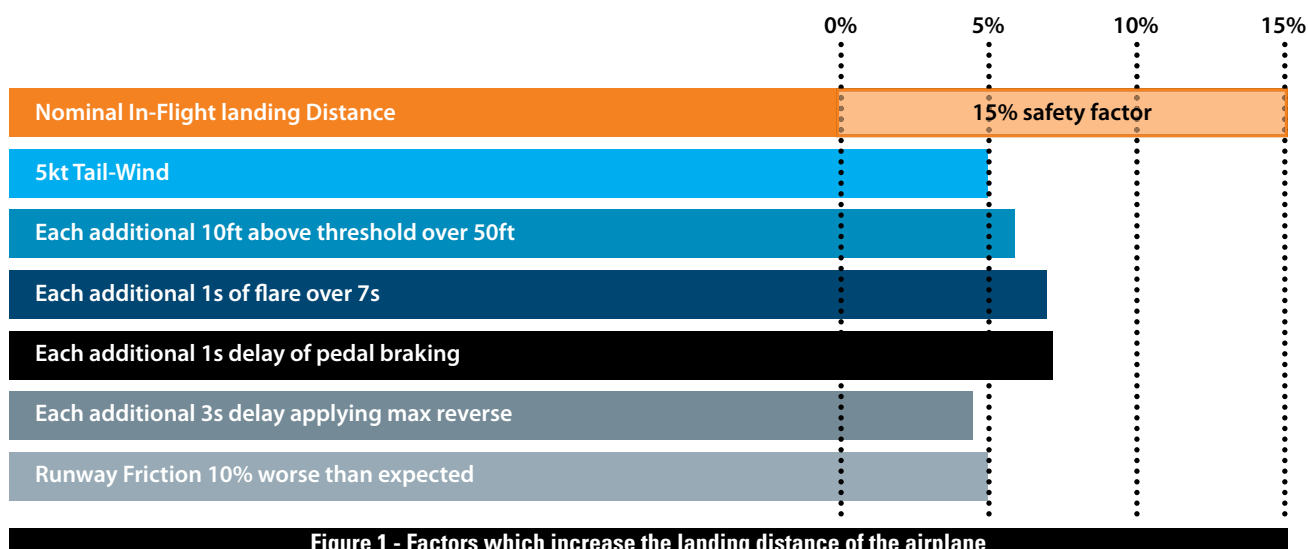 0% 5% 10% 15%
Nominal In-Flight landing Distance 15% safety factor
5kt Tail-Wind
Each additional 10ft above threshold over 50ft
Each additional 1s of flare over 7s
Each additional 1s delay of pedal braking
Each additional 3s delay applying max reverse
Runway Friction 10% worse than expected
Figure 1 - Factors which increase the landing distance of the airplane